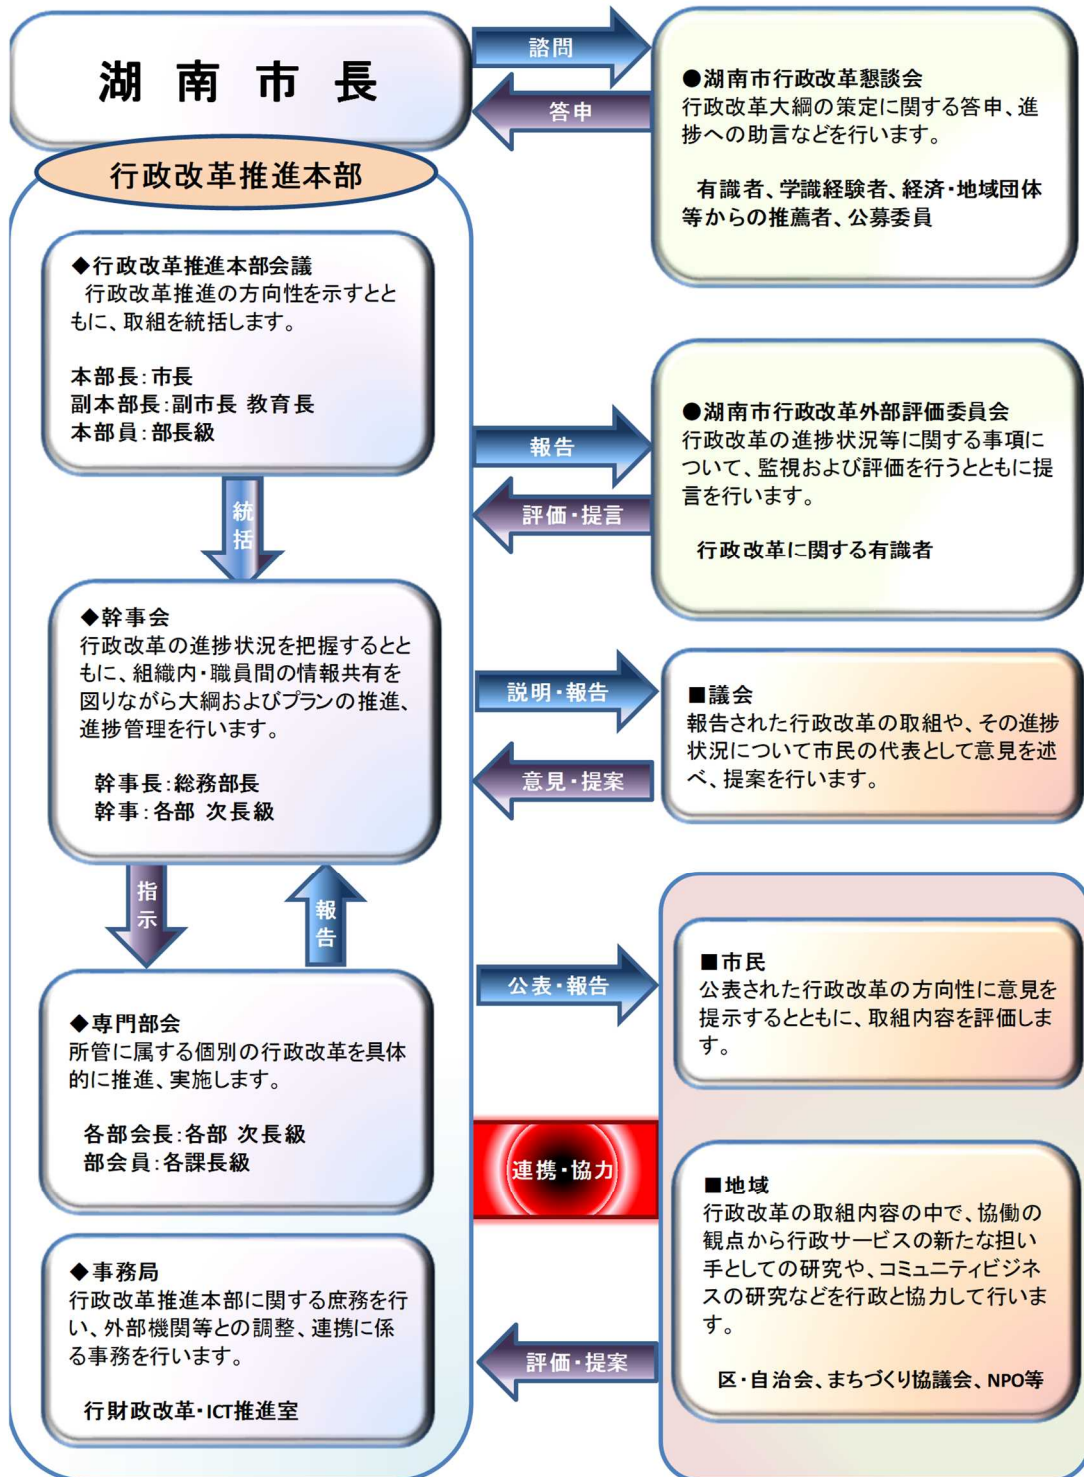 湖南市長
行政改革推進本部
◆行政改革推進本部会議
行政改革推進の方向性を示すとと
もに、取組を統括します。
本部長:市長
副本部長:副市長 教育長
本部員:部長級
統括
◆幹事会
行政改革の進捗状況を把握するとと
もに、組織内・職員間の情報共有を
図りながら大綱およびプランの推進、
進捗管理を行います。
幹事長:総務部長
幹事:各部 次長級
指示
報告
◆専門部会
所管に属する個別の行政改革を具体
的に推進、実施します。
各部会長:各部 次長級
部会員:各課長級
◆事務局
行政改革推進本部に関する庶務を行
い、外部機関等との調整、連携に係
る事務を行います。
行財政改革・ICT推進室
諮問
答申
●湖南市行政改革懇談会
行政改革大綱の策定に関する答申、進
捗への助言などを行います。
有識者、学識経験者、経済・地域団体
等からの推薦者、公募委員
報告
評価・提言
●湖南市行政改革外部評価委員会
行政改革の進捗状況等に関する事項に
ついて、監視および評価を行うとともに提
言を行います。
行政改革に関する有識者
説明・報告
意見・提案
■議会
報告された行政改革の取組や、その進捗
状況について市民の代表として意見を述
べ、提案を行います。
公表・報告
■市民
公表された行政改革の方向性に意見を
提示するとともに、取組内容を評価しま
す。
連携・協力
■地域
行政改革の取組内容の中で、協働の
観点から行政サービスの新たな担い
手としての研究や、コミュニティビジネ
スの研究などを行政と協力して行いま
す。
区・自治会、まちづくり協議会、NPO等
評価・提案